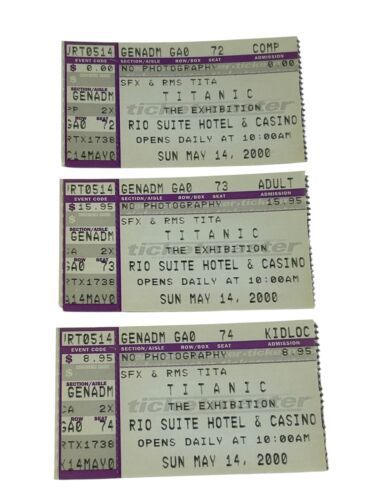 URT0514 GENADM GA0 72 COMP
EVENT CODE SECTION/AISLE ROW/BOX SEAT ADMISSION
$ 0.00 NO PHOTOGRAPHY 0.00
SFX & RMS TITA
SECTION/AISLE
GENADM TITANIC
PP 2X THE EXHIBITION
ROW/BOX SEAT
GA0 72 RIO SUITE HOTEL & CASINO
RTX1738 OPENS DAILY AT 10:00AM
C14MAY0 SUN MAY 14, 2000
URT0514 GENADM GA0 73 ADULT
EVENT CODE SECTION/AISLE ROW/BOX SEAT ADMISSION
$ 15.95 NO PHOTOGRAPHY 15.95
SFX & RMS TITA
SECTION/AISLE
GENADM TITANIC
CA 2X THE EXHIBITION
ROW/BOX SEAT
GA0 73 RIO SUITE HOTEL & CASINO
OPENS DAILY AT 10:00AM
14MAY0 SUN MAY 14, 2000
URT0514 GENADM GA0 74 KIDLOC
EVENT CODE SECTION/AISLE ROW/BOX SEAT ADMISSION
$ 8.95 NO PHOTOGRAPHY 8.95
SFX & RMS TITA
SECTION/AISLE
GENADM TITANIC
CA 2X THE EXHIBITION
ROW/BOX SEAT
GA0 74 RIO SUITE HOTEL & CASINO
RTX1738 OPENS DAILY AT 10:00AM
14MAY0 SUN MAY 14, 2000